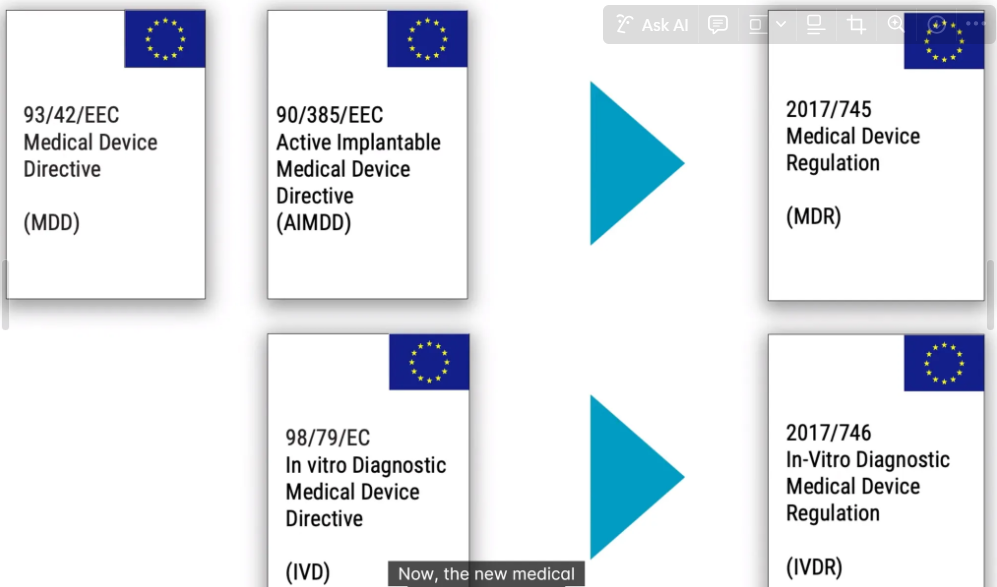 Ask AI
93/42/EEC
Medical Device
Directive
(MDD)
90/385/EEC
Active Implantable
Medical Device
Directive
(AIMDD)
2017/745
Medical Device
Regulation
(MDR)
98/79/EC
In vitro Diagnostic
Medical Device
Directive
(IVD)
2017/746
In-Vitro Diagnostic
Medical Device
Regulation
(IVDR)
Now, the new medical